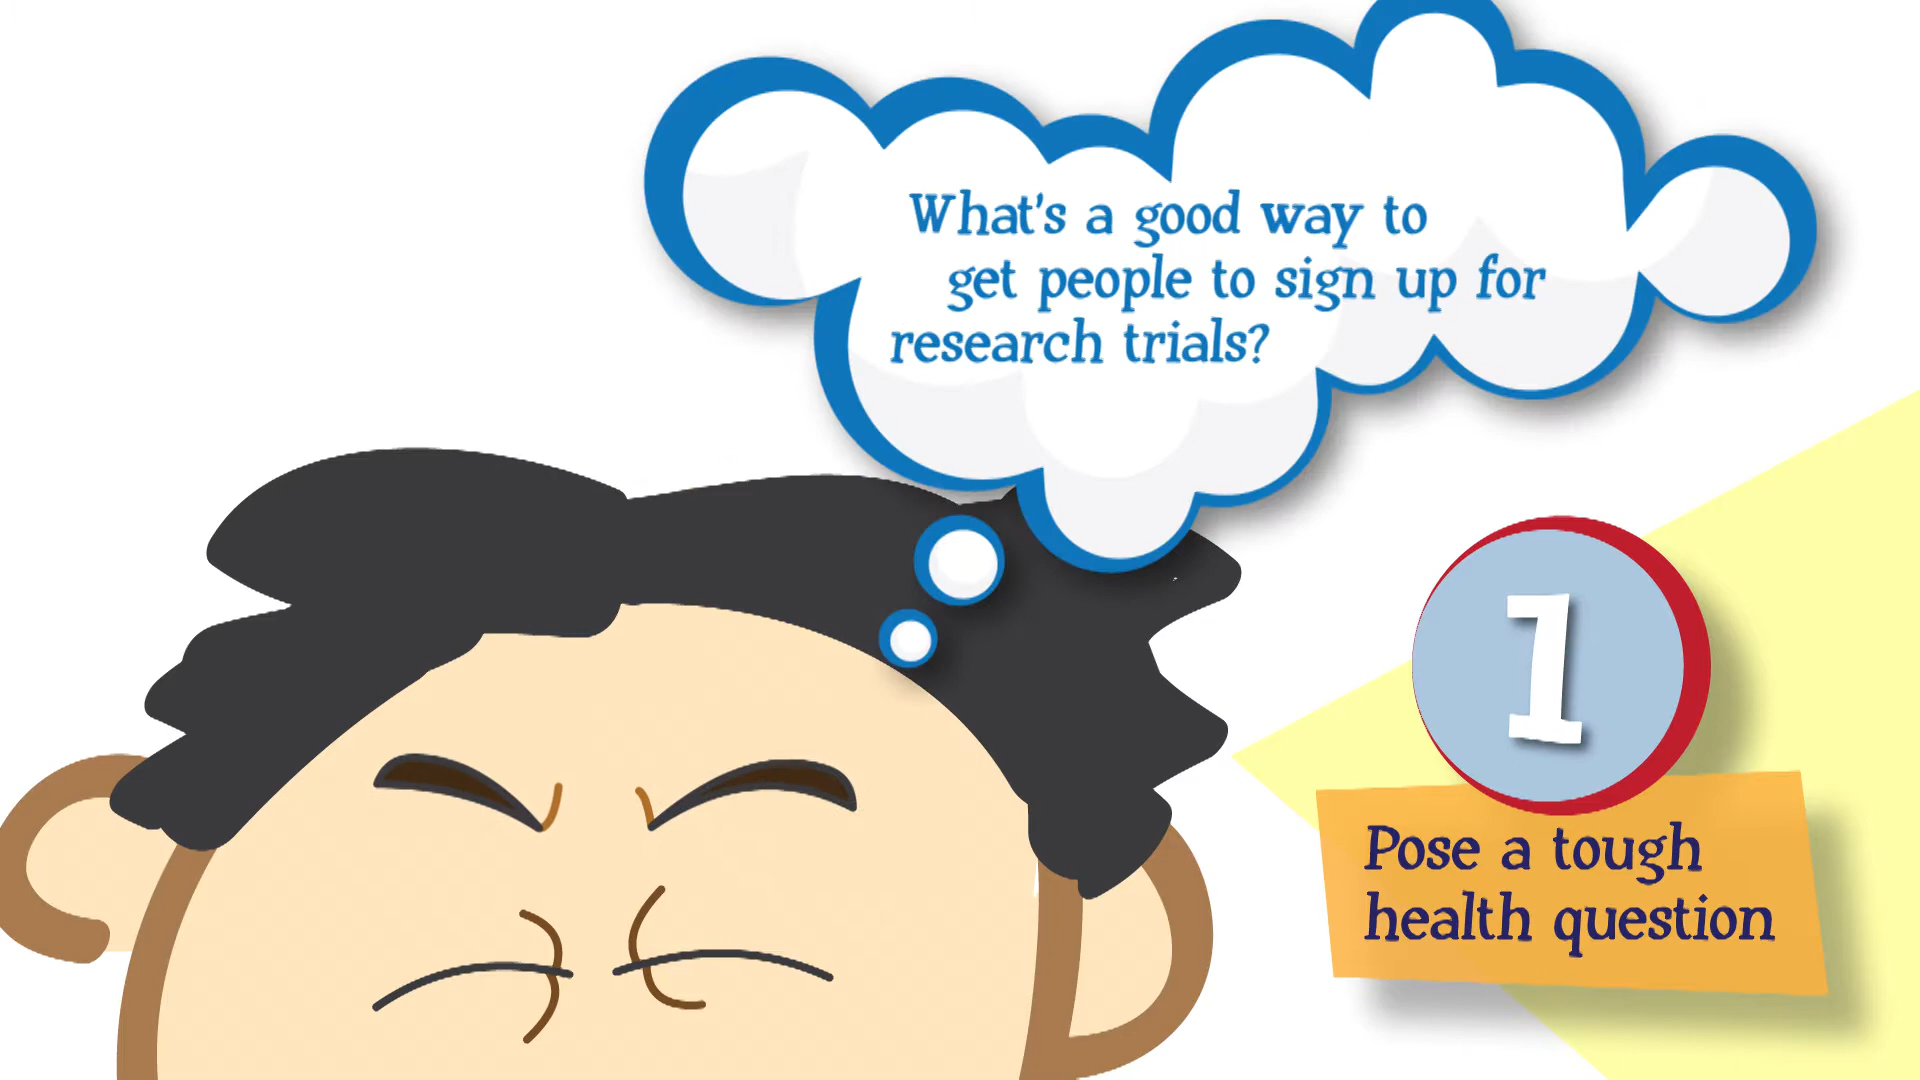 What's a good way to
get people to sign up for
research trials?
1
Pose a tough
health question